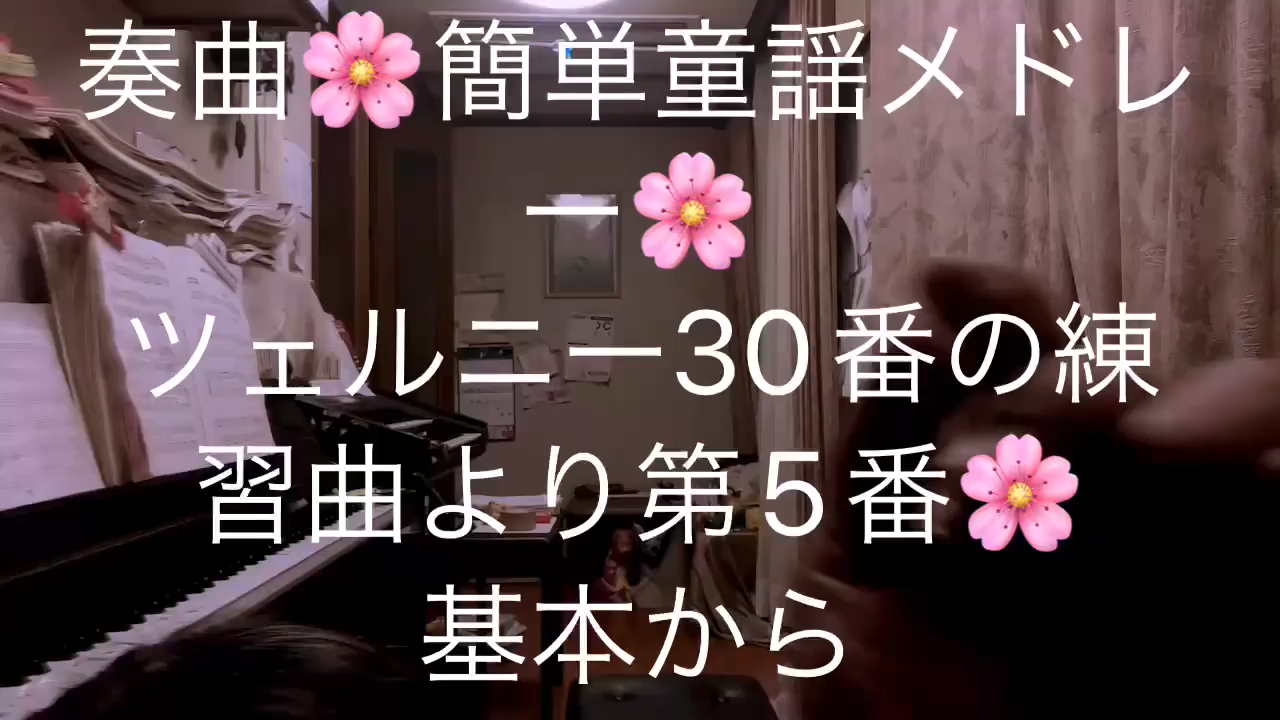 奏曲🌸簡単童謡メドレ
ー🌸
ツェルニー30番の練
習曲より第5番🌸
基本から